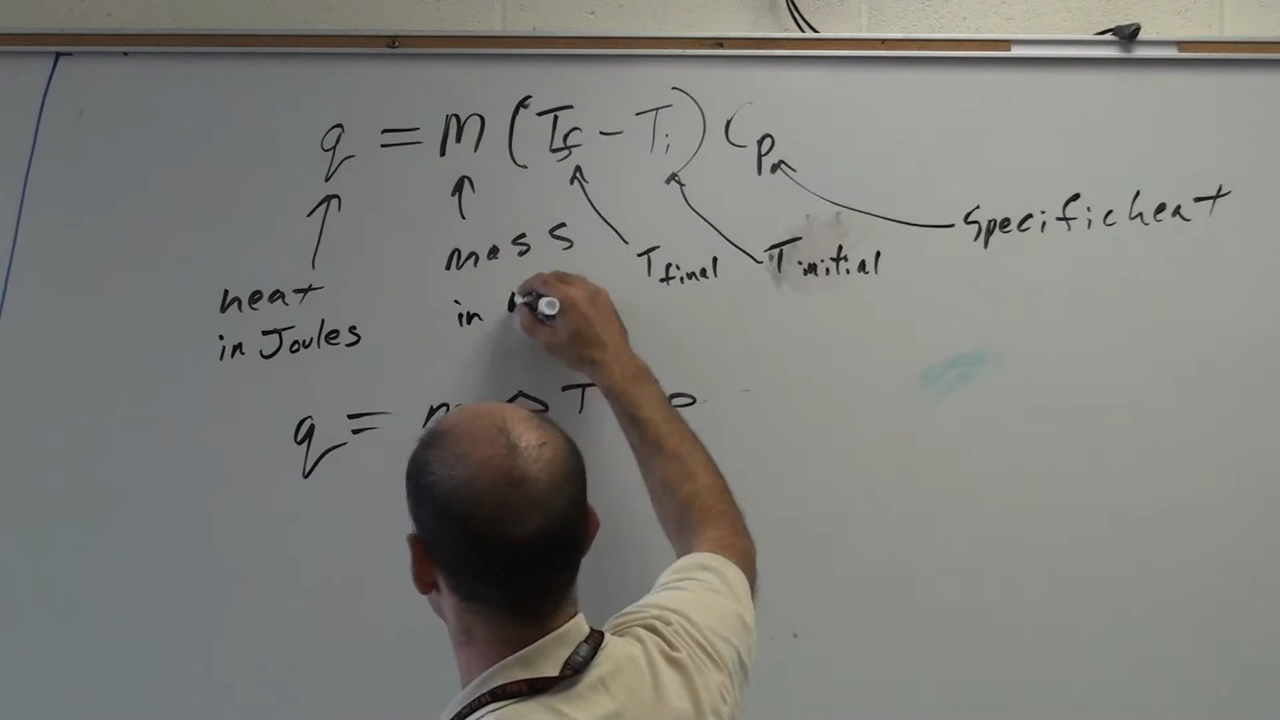 q = m (Tf - Ti) Cp
mass
Tfinal
Tinitial
Specific heat
heat
in Joules
in
q = m Δ T